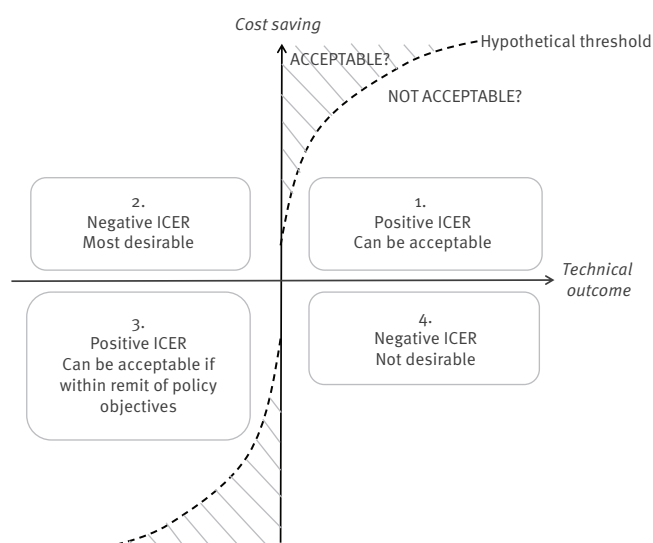 Cost saving
ACCEPTABLE?
Hypothetical threshold
NOT ACCEPTABLE?
2.
Negative ICER
Most desirable
1.
Positive ICER
Can be acceptable
Technical
outcome
3.
Positive ICER
Can be acceptable if
within remit of policy
objectives
4.
Negative ICER
Not desirable